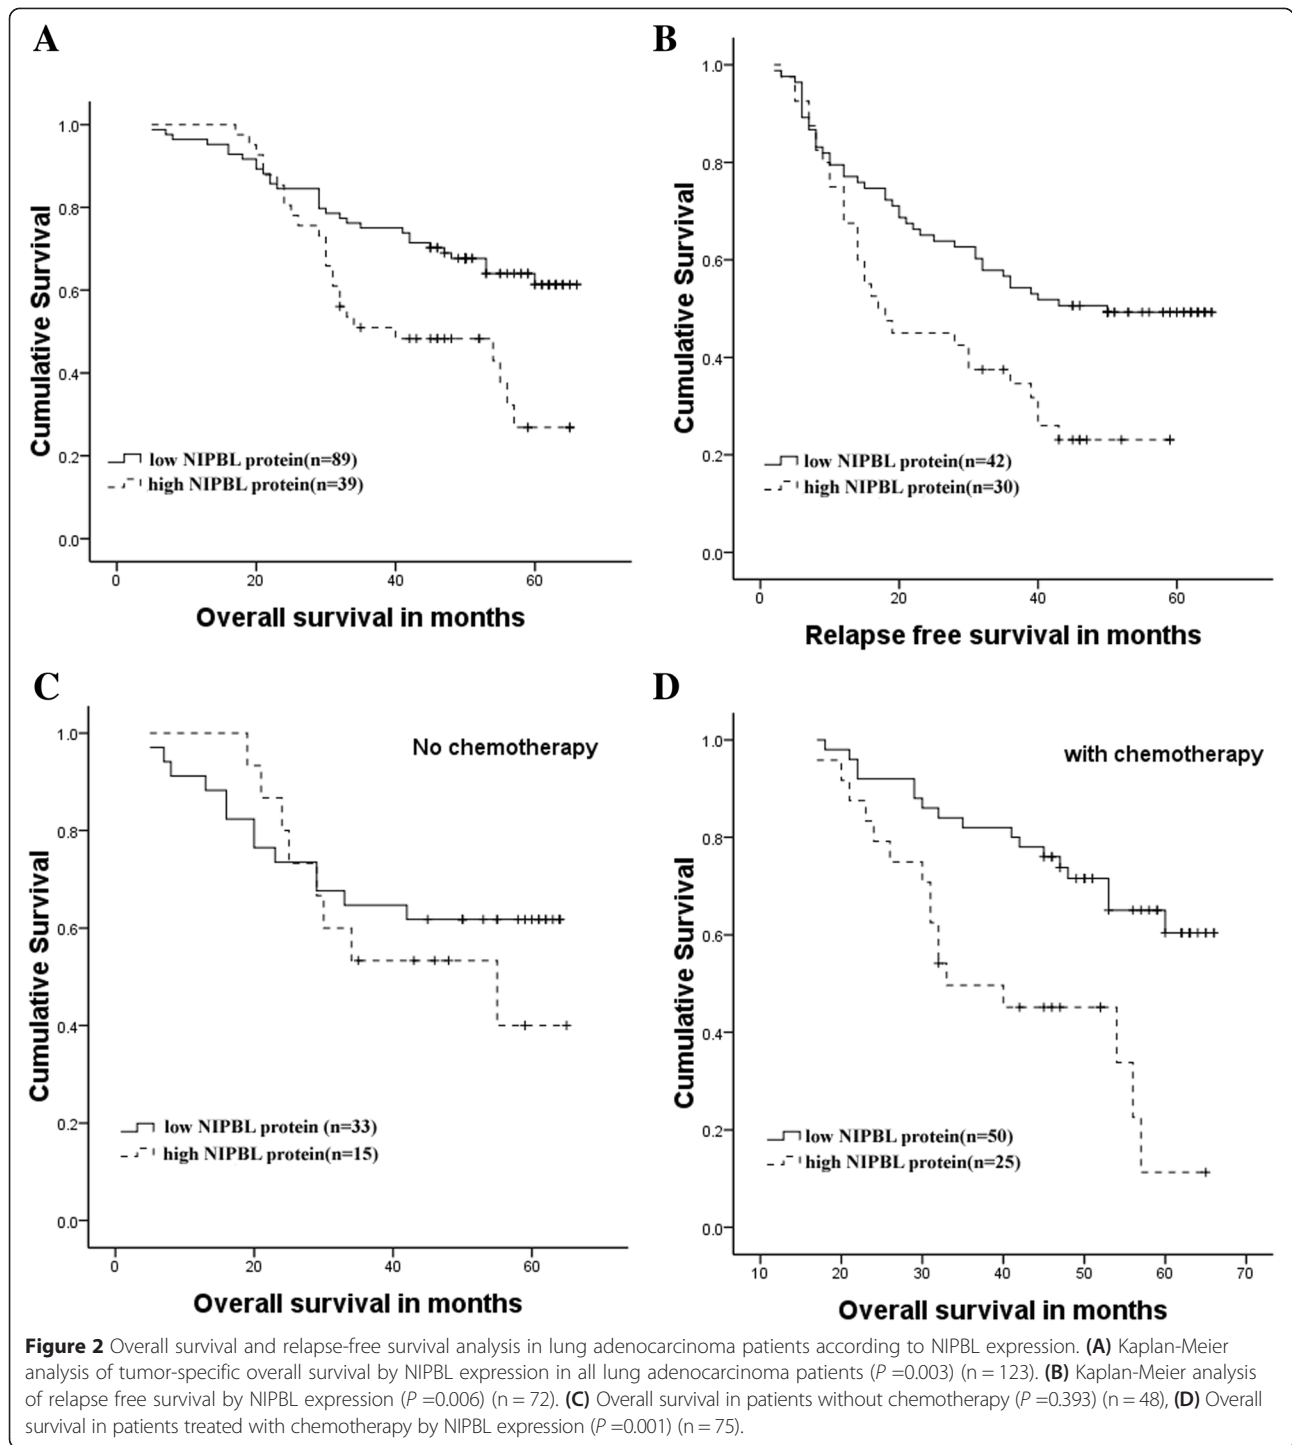 A
1.0
0.8
0.6
0.4
0.2
0.0
Cumulative Survival
low NIPBL protein(n=89)
high NIPBL protein(n=39)
0 20 40 60
Overall survival in months
B
1.0
0.8
0.6
0.4
0.2
0.0
Cumulative Survival
low NIPBL protein(n=42)
high NIPBL protein(n=30)
0 20 40 60
Relapse free survival in months
C
No chemotherapy
1.0
0.8
0.6
0.4
0.2
0.0
Cumulative Survival
low NIPBL protein (n=33)
high NIPBL protein(n=15)
0 20 40 60
Overall survival in months
D
with chemotherapy
1.0
0.8
0.6
0.4
0.2
0.0
Cumulative Survival
low NIPBL protein(n=50)
high NIPBL protein(n=25)
10 20 30 40 50 60 70
Overall survival in months
Figure 2 Overall survival and relapse-free survival analysis in lung adenocarcinoma patients according to NIPBL expression. (A) Kaplan-Meier
analysis of tumor-specific overall survival by NIPBL expression in all lung adenocarcinoma patients (P =0.003) (n = 123). (B) Kaplan-Meier analysis
of relapse free survival by NIPBL expression (P =0.006) (n = 72). (C) Overall survival in patients without chemotherapy (P =0.393) (n = 48), (D) Overall
survival in patients treated with chemotherapy by NIPBL expression (P =0.001) (n = 75).